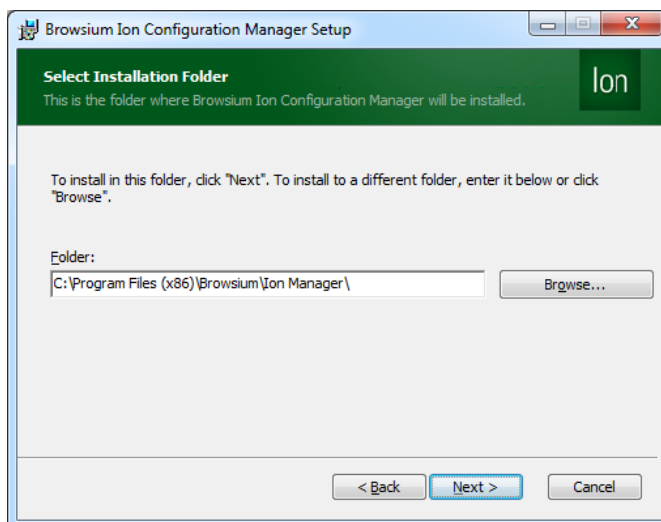 Browsium Ion Configuration Manager Setup
Select Installation Folder
This is the folder where Browsium Ion Configuration Manager will be installed.
Ion
To install in this folder, click "Next". To install to a different folder, enter it below or click
"Browse".
Folder:
C:\Program Files (x86)\Browsium\Ion Manager\
Browse...
< Back
Next >
Cancel